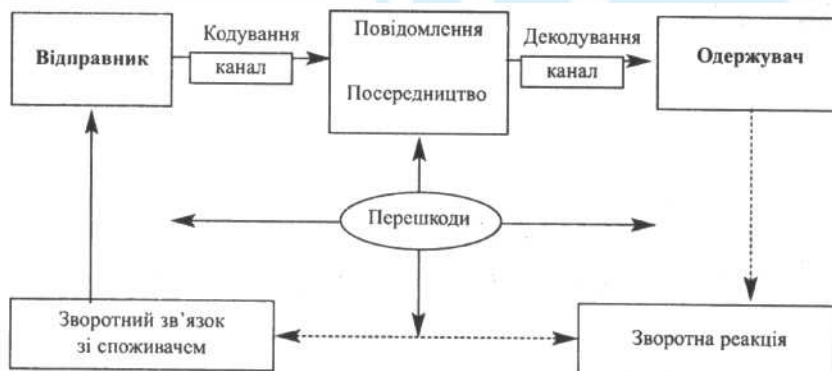 Відправник
Кодування
канал
Повідомлення
Посередництво
Декодування
канал
Одержувач
Перешкоди
Зворотний зв’язок
зі споживачем
Зворотна реакція